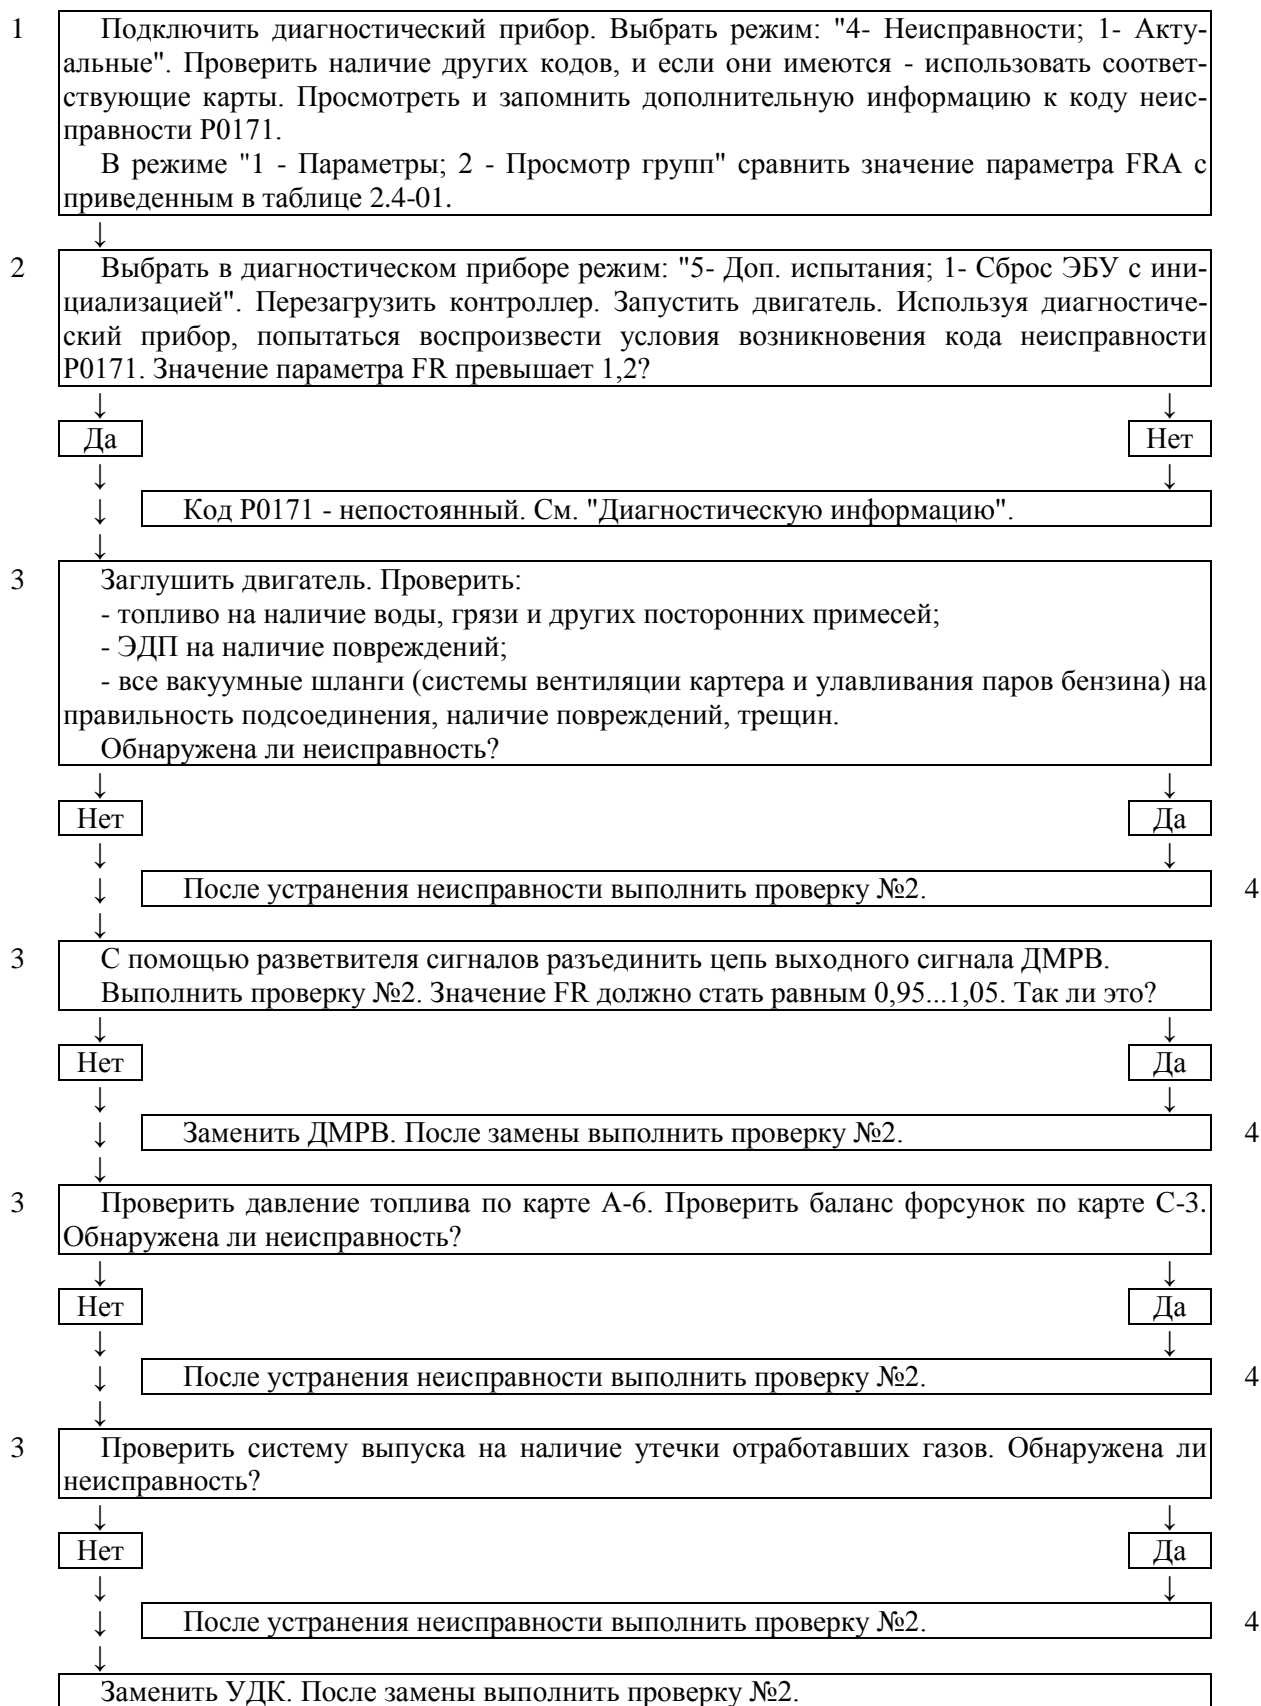 1 Подключить диагностический прибор. Выбрать режим: "4- Неисправности; 1- Акту-
альные". Проверить наличие других кодов, и если они имеются - использовать соответ-
ствующие карты. Просмотреть и запомнить дополнительную информацию к коду неис-
правности Р0171.
В режиме "1 - Параметры; 2 - Просмотр групп" сравнить значение параметра FRA с
приведенным в таблице 2.4-01.
↓
2 Выбрать в диагностическом приборе режим: "5- Доп. испытания; 1- Сброс ЭБУ с ини-
циализацией". Перезагрузить контроллер. Запустить двигатель. Используя диагностиче-
ский прибор, попытаться воспроизвести условия возникновения кода неисправности
Р0171. Значение параметра FR превышает 1,2?
↓ ↓
Да Нет
↓ ↓
↓ Код Р0171 - непостоянный. См. "Диагностическую информацию".
↓
3 Заглушить двигатель. Проверить:
- топливо на наличие воды, грязи и других посторонних примесей;
- ЭДП на наличие повреждений;
- все вакуумные шланги (системы вентиляции картера и улавливания паров бензина) на
правильность подсоединения, наличие повреждений, трещин.
Обнаружена ли неисправность?
↓ ↓
Нет Да
↓ ↓
↓ После устранения неисправности выполнить проверку №2. 4
↓
3 С помощью разветвителя сигналов разъединить цепь выходного сигнала ДМРВ.
Выполнить проверку №2. Значение FR должно стать равным 0,95...1,05. Так ли это?
↓ ↓
Нет Да
↓ ↓
↓ Заменить ДМРВ. После замены выполнить проверку №2. 4
↓
3 Проверить давление топлива по карте А-6. Проверить баланс форсунок по карте С-3.
Обнаружена ли неисправность?
↓ ↓
Нет Да
↓ ↓
↓ После устранения неисправности выполнить проверку №2. 4
↓
3 Проверить систему выпуска на наличие утечки отработавших газов. Обнаружена ли
неисправность?
↓ ↓
Нет Да
↓ ↓
↓ После устранения неисправности выполнить проверку №2. 4
↓
Заменить УДК. После замены выполнить проверку №2.